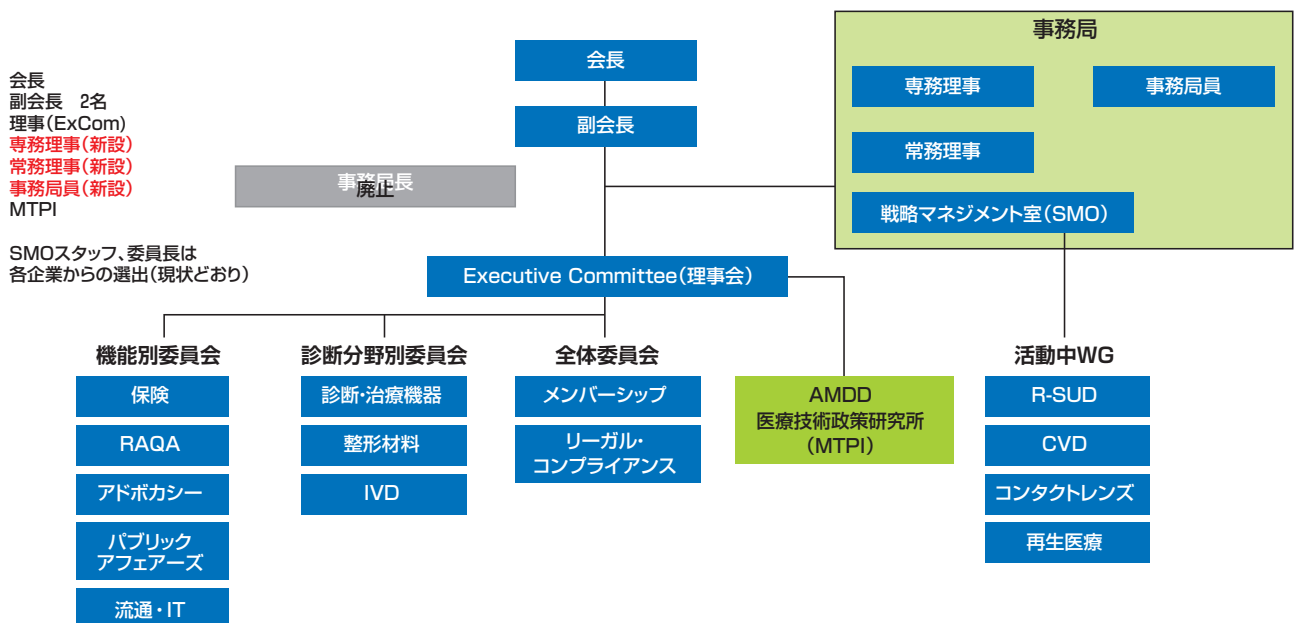 会長
副会長　2名
理事（ExCom）
専務理事（新設）
常務理事（新設）
事務局員（新設）
MTPI
SMOスタッフ、委員長は
各企業からの選出（現状どおり）
会長
副会長
事務局長
廃止
事務局
専務理事
事務局員
常務理事
戦略マネジメント室（SMO）
Executive Committee（理事会）
機能別委員会
保険
RAQA
アドボカシー
パブリック
アフェアーズ
流通・IT
診断分野別委員会
診断・治療機器
整形材料
IVD
全体委員会
メンバーシップ
リーガル・
コンプライアンス
AMDD
医療技術政策研究所
（MTPI）
活動中WG
R-SUD
CVD
コンタクトレンズ
再生医療